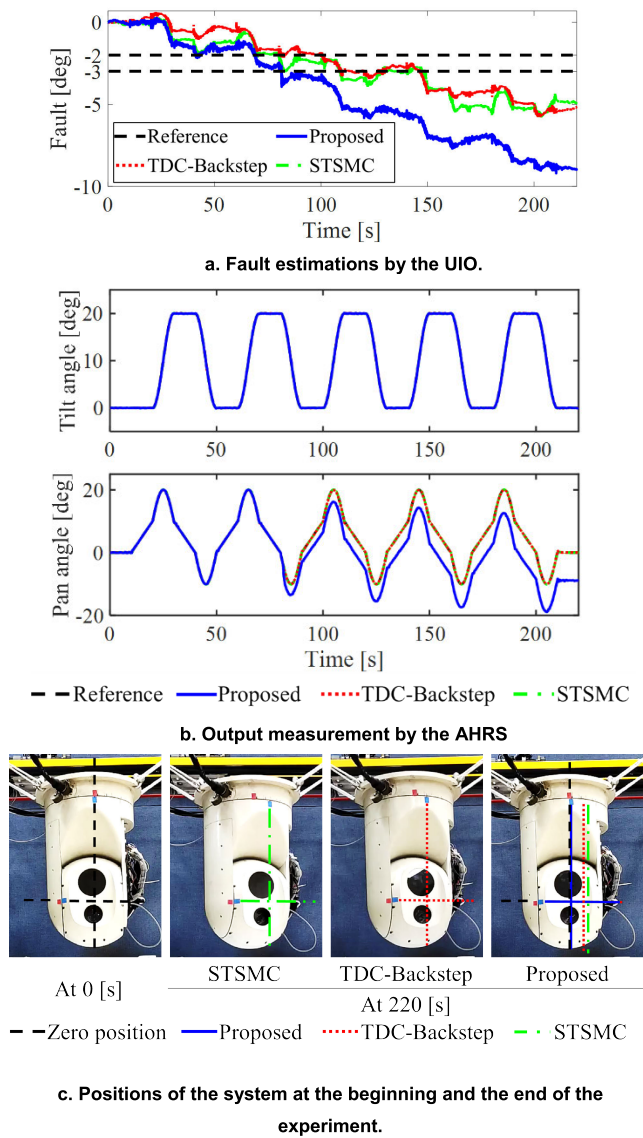 0
-2
-3
-5
-10
Fault [deg]
Reference
Proposed
TDC-Backstep
STSMC
0
50
100
150
200
Time [s]
a. Fault estimations by the UIO.
Tilt angle [deg]
20
10
0
0
50
100
150
200
Pan angle [deg]
20
0
-20
0
50
100
150
200
Time [s]
Reference
Proposed
TDC-Backstep
STSMC
b. Output measurement by the AHRS
At 0 [s]
STSMC
TDC-Backstep
Proposed
At 220 [s]
Zero position
Proposed
TDC-Backstep
STSMC
c. Positions of the system at the beginning and the end of the
experiment.